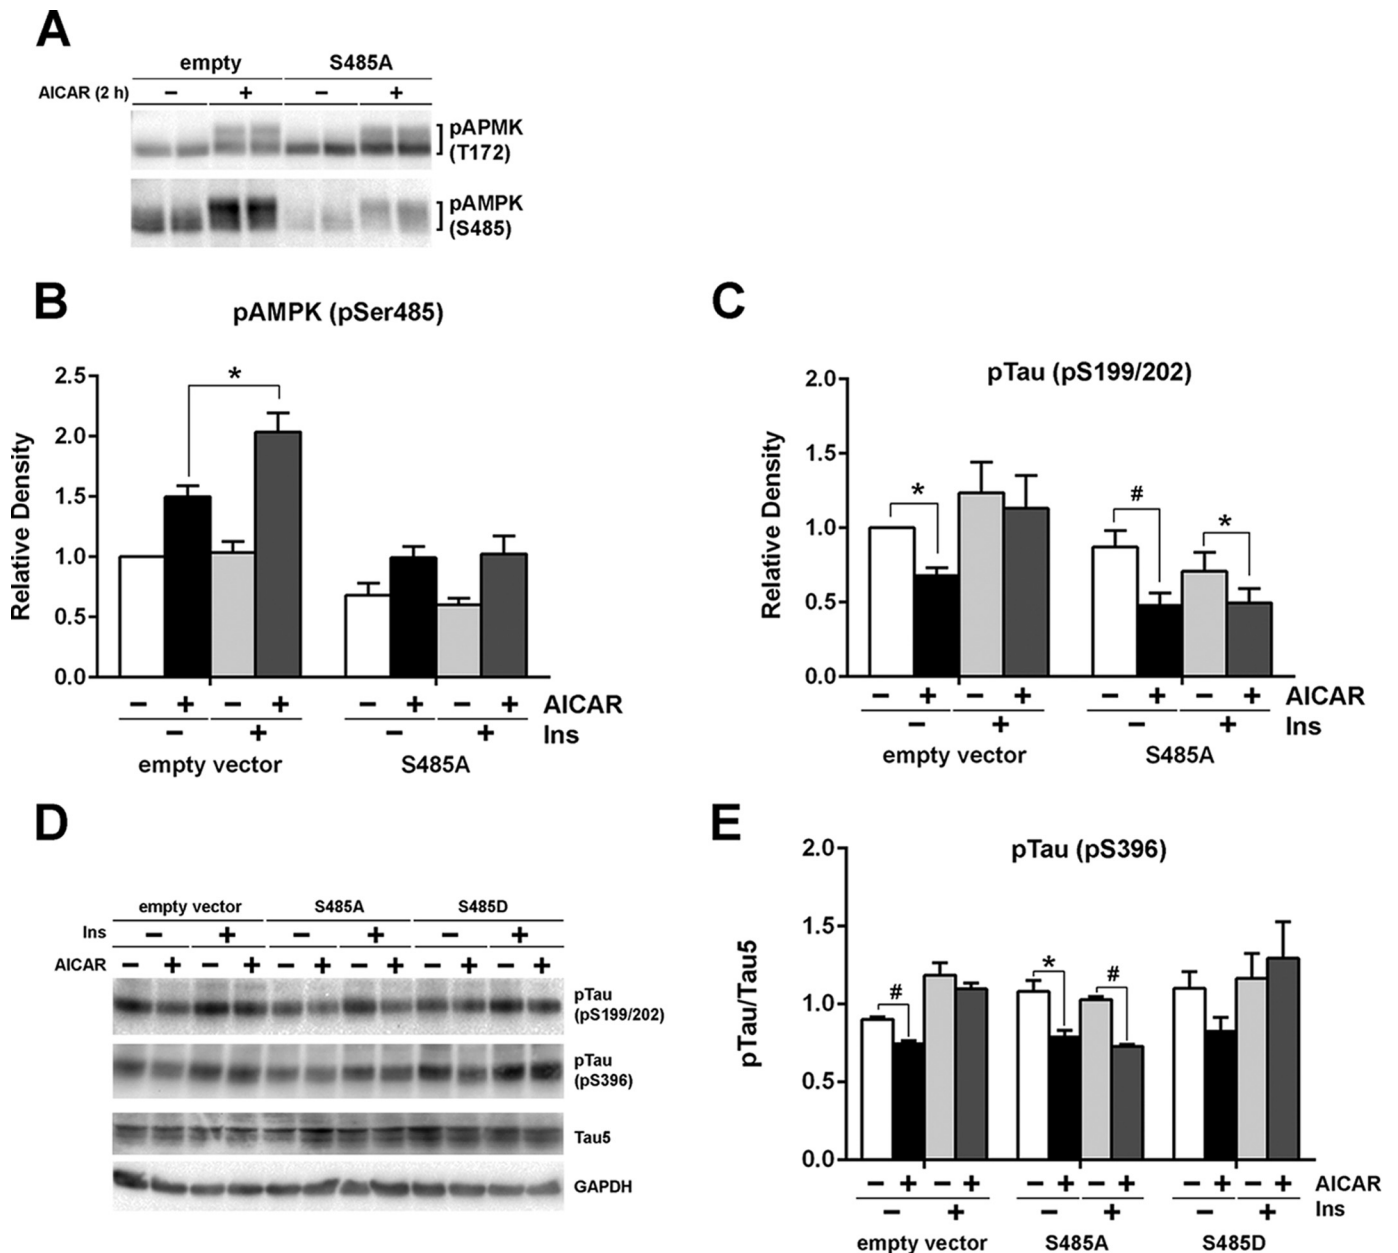 A
empty S485A
AICAR (2 h) − + − +
pAPMK
(T172)
pAMPK
(S485)
B
pAMPK (pSer485)
Relative Density
2.5
2.0
1.5
1.0
0.5
0.0
*
− + − + − + − + AICAR
− + − + Ins
empty vector S485A
C
pTau (pS199/202)
Relative Density
2.0
1.5
1.0
0.5
0.0
* # *
− + − + − + − + AICAR
− + − + Ins
empty vector S485A
D
empty vector S485A S485D
Ins − + − + − +
AICAR − + − + − + − + − + − +
pTau
(pS199/202)
pTau
(pS396)
Tau5
GAPDH
E
pTau (pS396)
pTau/Tau5
2.0
1.5
1.0
0.5
0.0
# * #
− + − + − + − + − + − + AICAR
− + − + − + Ins
empty vector S485A S485D